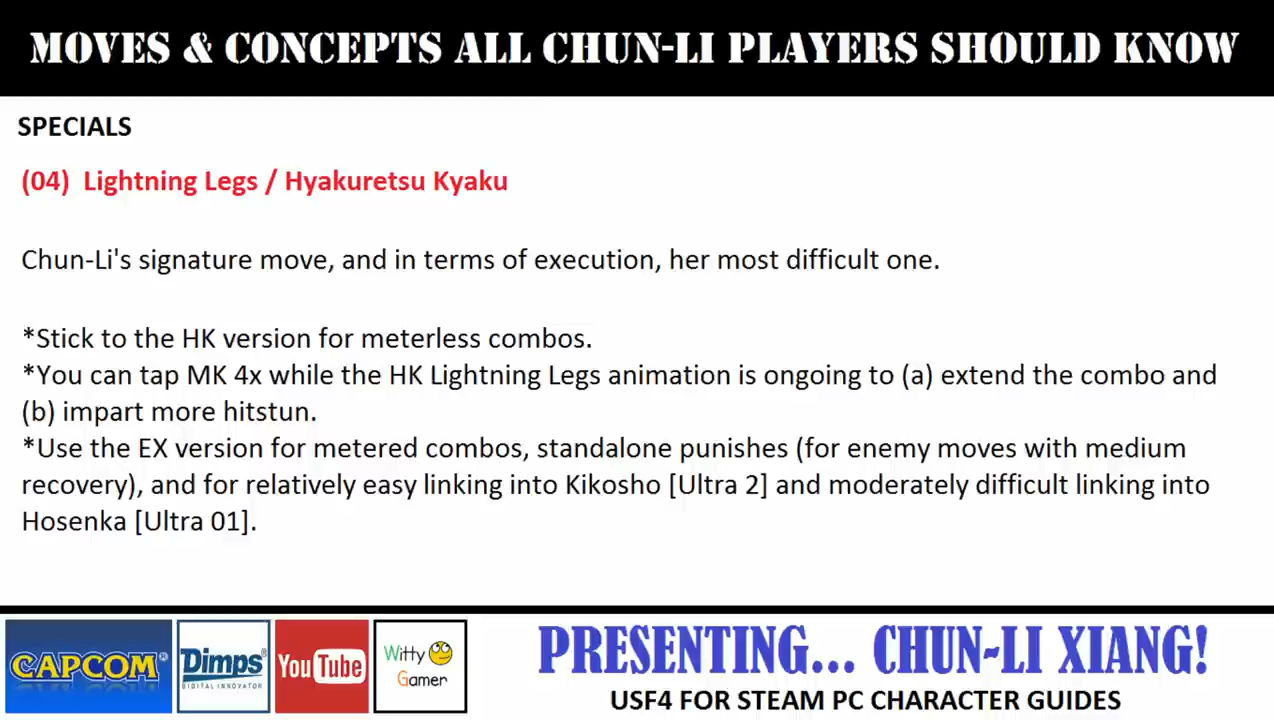 MOVES & CONCEPTS ALL CHUN-LI PLAYERS SHOULD KNOW
SPECIALS
(04) Lightning Legs / Hyakuretsu Kyaku
Chun-Li's signature move, and in terms of execution, her most difficult one.
*Stick to the HK version for meterless combos.
*You can tap MK 4x while the HK Lightning Legs animation is ongoing to (a) extend the combo and
(b) impart more hitstun.
*Use the EX version for metered combos, standalone punishes (for enemy moves with medium
recovery), and for relatively easy linking into Kikosho [Ultra 2] and moderately difficult linking into
Hosenka [Ultra 01].
CAPCOM®
Dimps®
DIGITAL INNOVATOR
YouTube
Witty
Gamer
PRESENTING... CHUN-LI XIANG!
USF4 FOR STEAM PC CHARACTER GUIDES